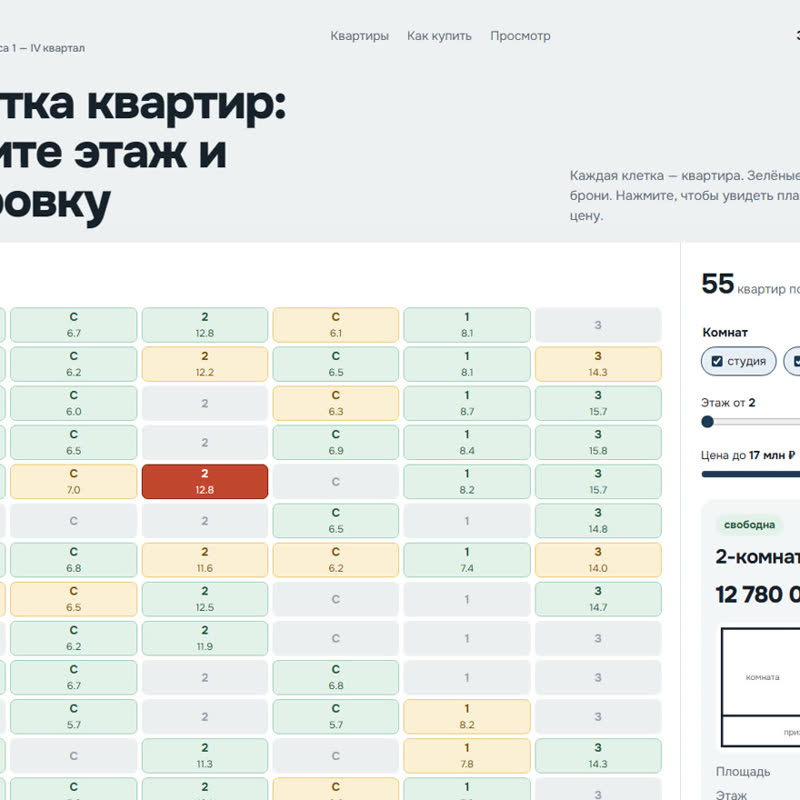 са 1 — IV квартал
Квартиры Как купить Просмотр
тка квартир:
ите этаж и
ровку
Каждая клетка — квартира. Зелёные
брони. Нажмите, чтобы увидеть пла
цену.
55 квартир по
Комнат
студия
Этаж от 2
Цена до 17 млн ₽
свободна
2-комнат
12 780 0
комната
при
Площадь
Этаж
С 2 С 1 3
6.7 12.8 6.1 8.1
С 2 С 1 3
6.2 12.2 6.5 8.1 14.3
С 2 С 1 3
6.0 6.3 8.7 15.7
С 2 С 1 3
6.5 6.9 8.4 15.8
С 2 С 1 3
7.0 12.8 8.2 15.7
С 2 С 1 3
6.5 14.8
С 2 С 1 3
6.8 11.6 6.2 7.4 14.0
С 2 С 1 3
6.5 12.5 14.7
С 2 С 1 3
6.2 11.9
С 2 С 1 3
6.7 6.8
С 2 С 1 3
5.7 5.7 8.2
С 2 С 1 3
11.3 7.8 14.3
С 2 С 1 3